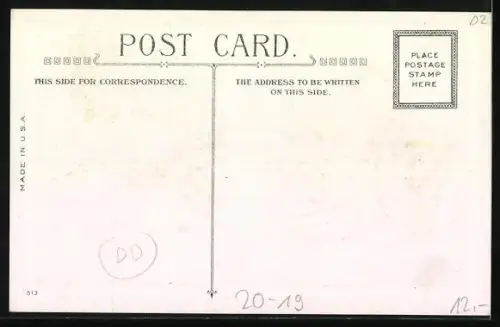 02
POST CARD.
THIS SIDE FOR CORRESPONDENCE.
THE ADDRESS TO BE WRITTEN
ON THIS SIDE.
PLACE
POSTAGE
STAMP
HERE
MADE IN U.S.A.
DD
513
20-19
12,-